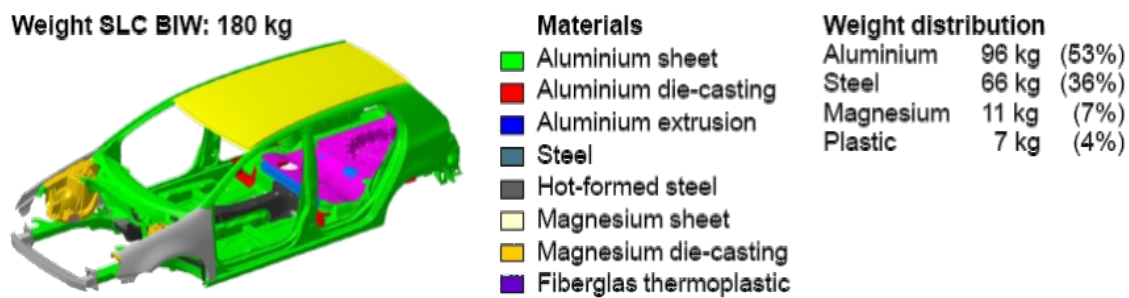 Weight SLC BIW: 180 kg
Materials
Aluminium sheet
Aluminium die-casting
Aluminium extrusion
Steel
Hot-formed steel
Magnesium sheet
Magnesium die-casting
Fiberglas thermoplastic
Weight distribution
Aluminium 96 kg (53%)
Steel 66 kg (36%)
Magnesium 11 kg (7%)
Plastic 7 kg (4%)